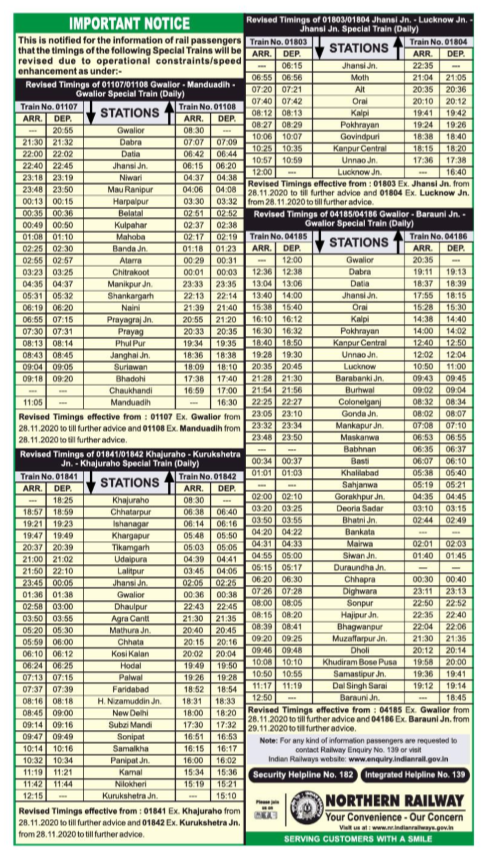 IMPORTANT NOTICE
This is notified for the information of rail passengers
that the timings of the following Special Trains will be
revised due to operational constraints/speed
enhancement as under:-
Revised Timings of 01107/01108 Gwalior - Manduadih -
Gwalior Special Train (Daily)
Train No. 01107 STATIONS Train No. 01108
ARR. DEP. ARR. DEP.
--- 20:55 Gwalior 08:30 ---
21:30 21:32 Dabra 07:07 07:09
22:00 22:02 Datia 06:42 06:44
22:40 22:45 Jhansi Jn. 06:15 06:20
23:18 23:19 Niwari 04:37 04:38
23:48 23:50 Mau Ranipur 04:06 04:08
00:13 00:15 Harpalpur 03:30 03:32
00:35 00:36 Belatal 02:51 02:52
00:49 00:50 Kulpahar 02:37 02:38
01:08 01:10 Mahoba 02:17 02:19
02:25 02:30 Banda Jn. 01:18 01:23
02:55 02:57 Atarra 00:29 00:31
03:23 03:25 Chitrakoot 00:01 00:03
04:35 04:37 Manikpur Jn. 23:33 23:35
05:31 05:32 Shankargarh 22:13 22:14
06:19 06:20 Naini 21:39 21:40
06:55 07:15 Prayagraj Jn. 20:55 21:20
07:30 07:31 Prayag 20:33 20:35
08:13 08:14 Phul Pur 19:34 19:35
08:43 08:45 Janghai Jn. 18:36 18:38
09:04 09:05 Suriawan 18:09 18:10
09:18 09:20 Bhadohi 17:38 17:40
--- --- Chaukhandi 16:59 17:00
11:05 --- Manduadih --- 16:30
Revised Timings effective from : 01107 Ex. Gwalior from
28.11.2020 to till further advice and 01108 Ex. Manduadih from
28.11.2020 to till further advice.
Revised Timings of 01841/01842 Khajuraho - Kurukshetra
Jn. - Khajuraho Special Train (Daily)
Train No. 01841 STATIONS Train No. 01842
ARR. DEP. ARR. DEP.
--- 18:25 Khajuraho 08:30 ---
18:57 18:59 Chhatarpur 06:38 06:40
19:21 19:23 Ishanagar 06:14 06:16
19:47 19:49 Khargapur 05:48 05:50
20:37 20:39 Tikamgarh 05:03 05:05
21:00 21:02 Udaipura 04:39 04:41
21:50 22:10 Lalitpur 03:45 04:05
23:45 00:05 Jhansi Jn. 02:05 02:25
01:36 01:38 Gwalior 00:36 00:38
02:58 03:00 Dhaulpur 22:43 22:45
03:50 03:55 Agra Cantt 21:30 21:35
05:20 05:30 Mathura Jn. 20:40 20:45
05:59 06:00 Chhata 20:15 20:16
06:10 06:12 Kosi Kalan 20:02 20:04
06:24 06:25 Hodal 19:49 19:50
07:13 07:15 Palwal 19:26 19:28
07:37 07:39 Faridabad 18:52 18:54
08:16 08:18 H. Nizamuddin Jn. 18:31 18:33
08:45 09:00 New Delhi 18:00 18:20
09:14 09:16 Subzi Mandi 17:30 17:32
09:47 09:49 Sonipat 16:51 16:53
10:14 10:16 Samalkha 16:15 16:17
10:32 10:34 Panipat Jn. 16:00 16:02
11:19 11:21 Karnal 15:34 15:36
11:42 11:44 Nilokheri 15:19 15:21
12:15 --- Kurukshetra Jn. --- 15:10
Revised Timings effective from : 01841 Ex. Khajuraho from
28.11.2020 to till further advice and 01842 Ex. Kurukshetra Jn.
from 28.11.2020 to till further advice.
Revised Timings of 01803/01804 Jhansi Jn. - Lucknow Jn. -
Jhansi Jn. Special Train (Daily)
Train No. 01803 STATIONS Train No. 01804
ARR. DEP. ARR. DEP.
--- 06:15 Jhansi Jn. 22:35 ---
06:55 06:56 Moth 21:04 21:05
07:20 07:21 Ait 20:35 20:36
07:40 07:42 Orai 20:10 20:12
08:12 08:13 Kalpi 19:41 19:42
08:27 08:29 Pokhrayan 19:24 19:26
10:06 10:07 Govindpuri 18:38 18:40
10:25 10:35 Kanpur Central 18:15 18:20
10:57 10:59 Unnao Jn. 17:36 17:38
12:00 --- Lucknow Jn. --- 16:40
Revised Timings effective from : 01803 Ex. Jhansi Jn. from
28.11.2020 to till further advice and 01804 Ex. Lucknow Jn.
from 28.11.2020 to till further advice.
Revised Timings of 04185/04186 Gwalior - Barauni Jn. -
Gwalior Special Train (Daily)
Train No. 04185 STATIONS Train No. 04186
ARR. DEP. ARR. DEP.
--- 12:00 Gwalior 20:35 ---
12:36 12:38 Dabra 19:11 19:13
13:04 13:06 Datia 18:37 18:39
13:40 14:00 Jhansi Jn. 17:55 18:15
15:38 15:40 Orai 15:28 15:30
16:10 16:12 Kalpi 14:38 14:40
16:30 16:32 Pokhrayan 14:00 14:02
18:40 18:50 Kanpur Central 12:40 12:50
19:28 19:30 Unnao Jn. 12:02 12:04
20:35 20:45 Lucknow 10:50 11:00
21:28 21:30 Barabanki Jn. 09:43 09:45
21:54 21:56 Burhwal 09:02 09:04
22:25 22:27 Colonelganj 08:32 08:34
23:05 23:10 Gonda Jn. 08:02 08:07
23:32 23:34 Mankapur Jn. 07:08 07:10
23:48 23:50 Maskanwa 06:53 06:55
--- --- Babhnan 06:35 06:37
00:34 00:37 Basti 06:07 06:10
01:01 01:03 Khalilabad 05:38 05:40
--- --- Sahjanwa 05:19 05:21
02:00 02:10 Gorakhpur Jn. 04:35 04:45
03:20 03:25 Deoria Sadar 03:10 03:15
03:50 03:55 Bhatni Jn. 02:44 02:49
04:20 04:22 Bankata --- ---
04:31 04:33 Mairwa 02:01 02:03
04:55 05:00 Siwan Jn. 01:40 01:45
05:15 05:17 Duraundha Jn. --- ---
06:20 06:30 Chhapra 00:30 00:40
07:26 07:28 Dighwara 23:11 23:13
08:00 08:05 Sonpur 22:50 22:52
08:15 08:20 Hajipur Jn. 22:35 22:40
08:39 08:41 Bhagwanpur 22:04 22:06
09:20 09:25 Muzaffarpur Jn. 21:30 21:35
09:46 09:48 Dholi 20:12 20:14
10:08 10:10 Khudiram Bose Pusa 19:58 20:00
10:50 10:55 Samastipur Jn. 19:36 19:41
11:17 11:19 Dal Singh Sarai 19:12 19:14
12:50 --- Barauni Jn. --- 18:45
Revised Timings effective from : 04185 Ex. Gwalior from
28.11.2020 to till further advice and 04186 Ex. Barauni Jn. from
29.11.2020 to till further advice.
Note: For any kind of information passengers are requested to
contact Railway Enquiry No. 139 or visit
Indian Railways website: www.enquiry.indianrail.gov.in
Security Helpline No. 182 Integrated Helpline No. 139
Please join us on
NORTHERN RAILWAY
Your Convenience - Our Concern
Visit us at : www.nr.indianrailways.gov.in
SERVING CUSTOMERS WITH A SMILE